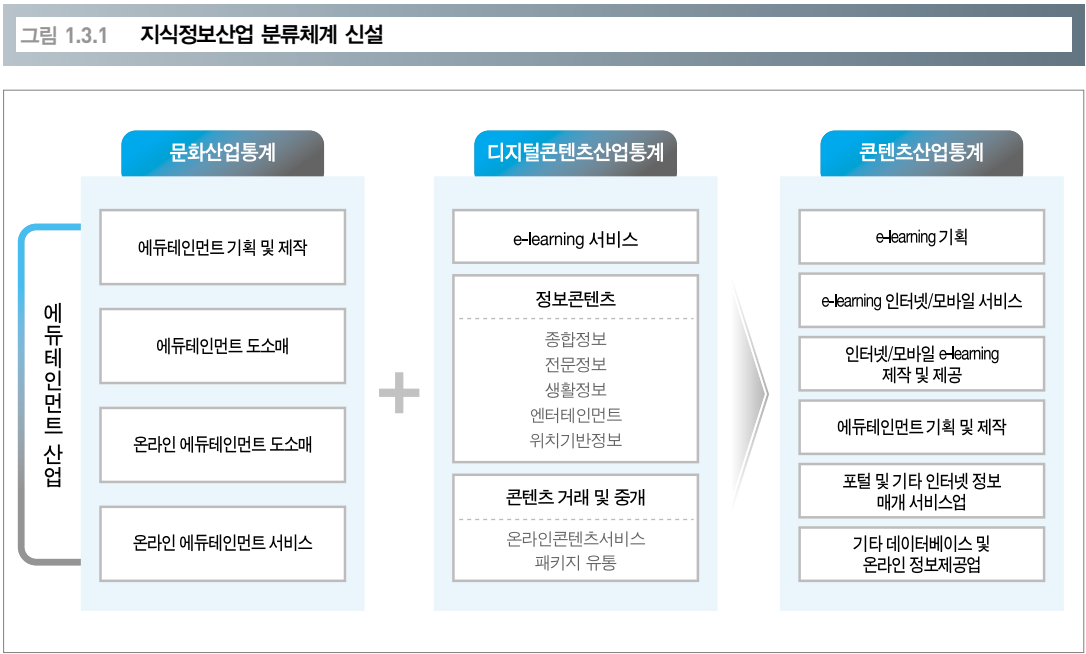 그림 1.3.1 지식정보산업 분류체계 신설
에듀테인먼트 산업
문화산업통계
에듀테인먼트 기획 및 제작
에듀테인먼트 도소매
온라인 에듀테인먼트 도소매
온라인 에듀테인먼트 서비스
+
디지털콘텐츠산업통계
e-learning 서비스
정보콘텐츠
종합정보
전문정보
생활정보
엔터테인먼트
위치기반정보
콘텐츠 거래 및 중개
온라인콘텐츠서비스
패키지 유통
콘텐츠산업통계
e-learning 기획
e-learning 인터넷/모바일 서비스
인터넷/모바일 e-learning
제작 및 제공
에듀테인먼트 기획 및 제작
포털 및 기타 인터넷 정보
매개 서비스업
기타 데이터베이스 및
온라인 정보제공업